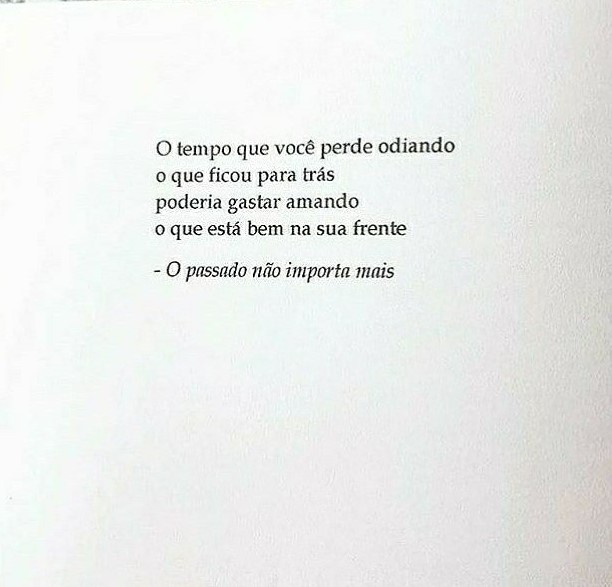 O tempo que você perde odiando
o que ficou para trás
poderia gastar amando
o que está bem na sua frente
- O passado não importa mais